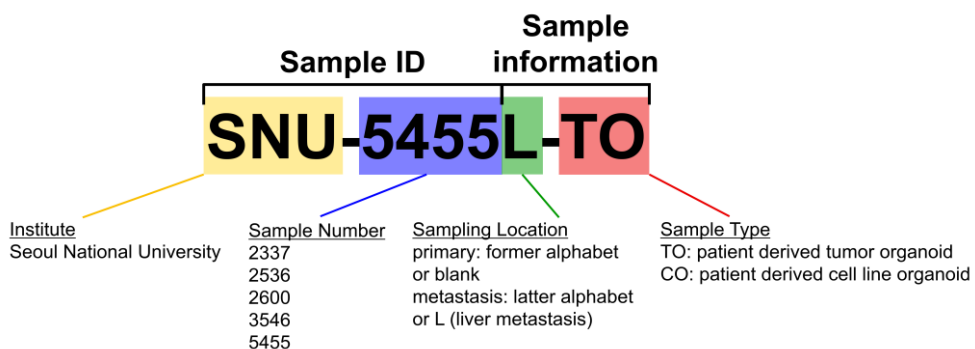 Sample ID
Sample
information
SNU-5455L-TO
Institute
Seoul National University
Sample Number
2337
2536
2600
3546
5455
Sampling Location
primary: former alphabet
or blank
metastasis: latter alphabet
or L (liver metastasis)
Sample Type
TO: patient derived tumor organoid
CO: patient derived cell line organoid